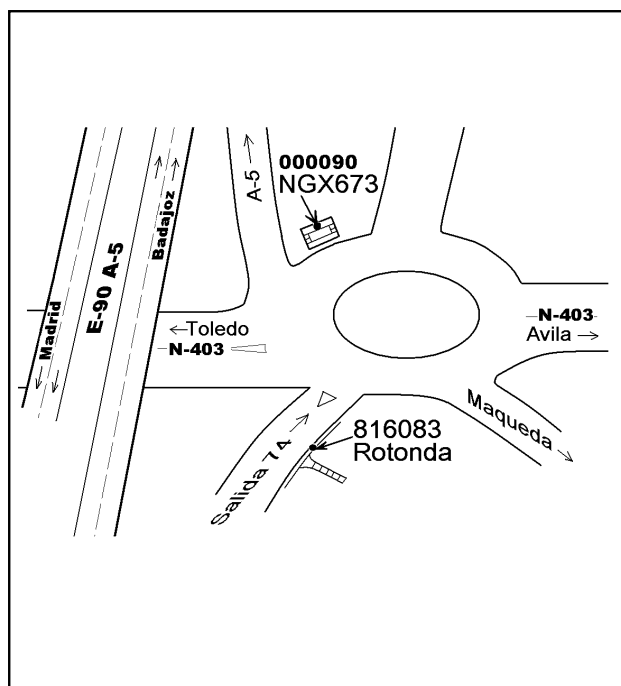 000090
NGX673
A-5
Badajoz
E-90 A-5
Madrid
Toledo
N-403
N-403
Avila
Maqueda
816083
Rotonda
Salida 74